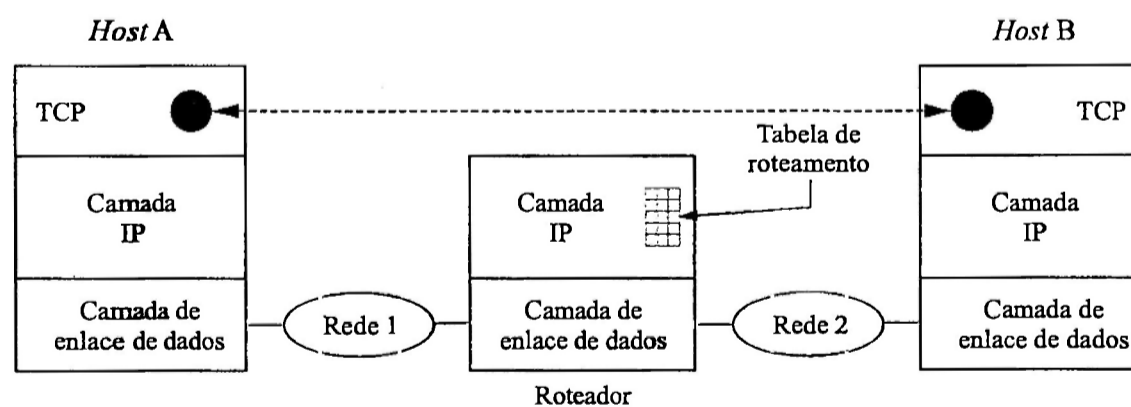 Host A
Host B
TCP
TCP
Tabela de
roteamento
Camada
IP
Camada
IP
Camada
IP
Camada de
enlace de dados
Rede 1
Camada de
enlace de dados
Rede 2
Camada de
enlace de dados
Roteador